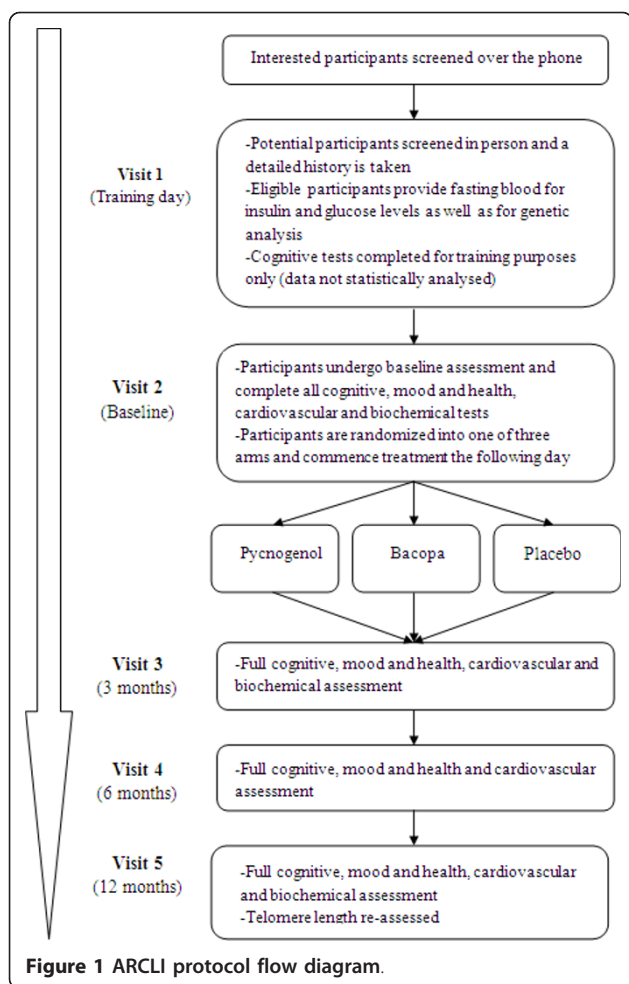 Interested participants screened over the phone
Visit 1
(Training day)
-Potential participants screened in person and a
detailed history is taken
-Eligible participants provide fasting blood for
insulin and glucose levels as well as for genetic
analysis
-Cognitive tests completed for training purposes
only (data not statistically analysed)
Visit 2
(Baseline)
-Participants undergo baseline assessment and
complete all cognitive, mood and health,
cardiovascular and biochemical tests
-Participants are randomized into one of three
arms and commence treatment the following day
Pycnogenol
Bacopa
Placebo
Visit 3
(3 months)
-Full cognitive, mood and health, cardiovascular and
biochemical assessment
Visit 4
(6 months)
-Full cognitive, mood and health and cardiovascular
assessment
Visit 5
(12 months)
-Full cognitive, mood and health, cardiovascular
and biochemical assessment
-Telomere length re-assessed
Figure 1 ARCLI protocol flow diagram.